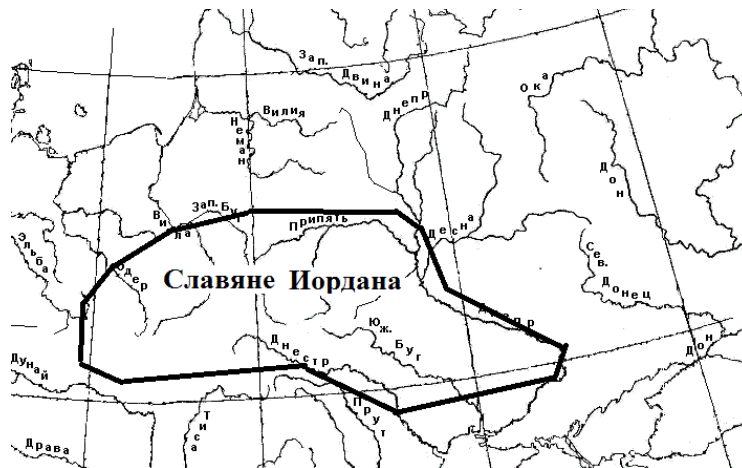 Зап.
Двина
Ока
Днепр
Вилия
Неман
Дон
Зап. Бу
Висла
Припять
Десна
Эльба
Одер
Сев.
Донец
Славяне Иордана
Днепр
Юж.
Буг
Днестр
Дон
Дунай
Прут
Тиса
Драва